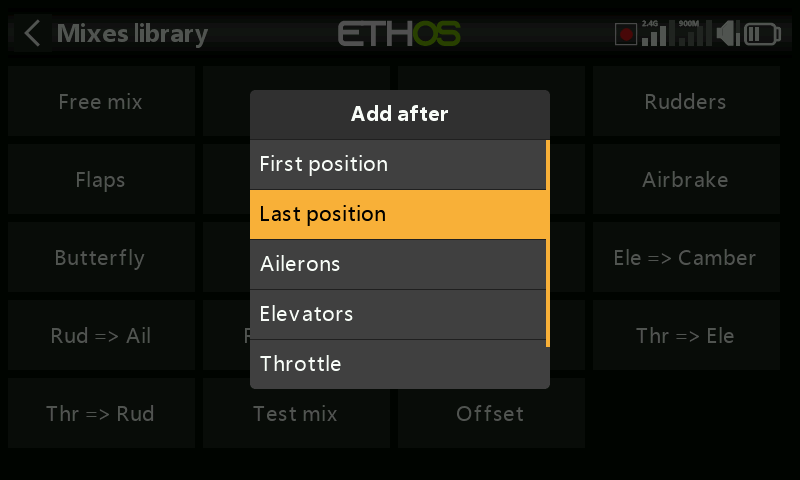 Mixes library
ETHOS
2.4G
900M
Free mix
Rudders
Flaps
Airbrake
Butterfly
Ele => Camber
Rud => Ail
Thr => Ele
Thr => Rud
Test mix
Offset
Add after
First position
Last position
Ailerons
Elevators
Throttle